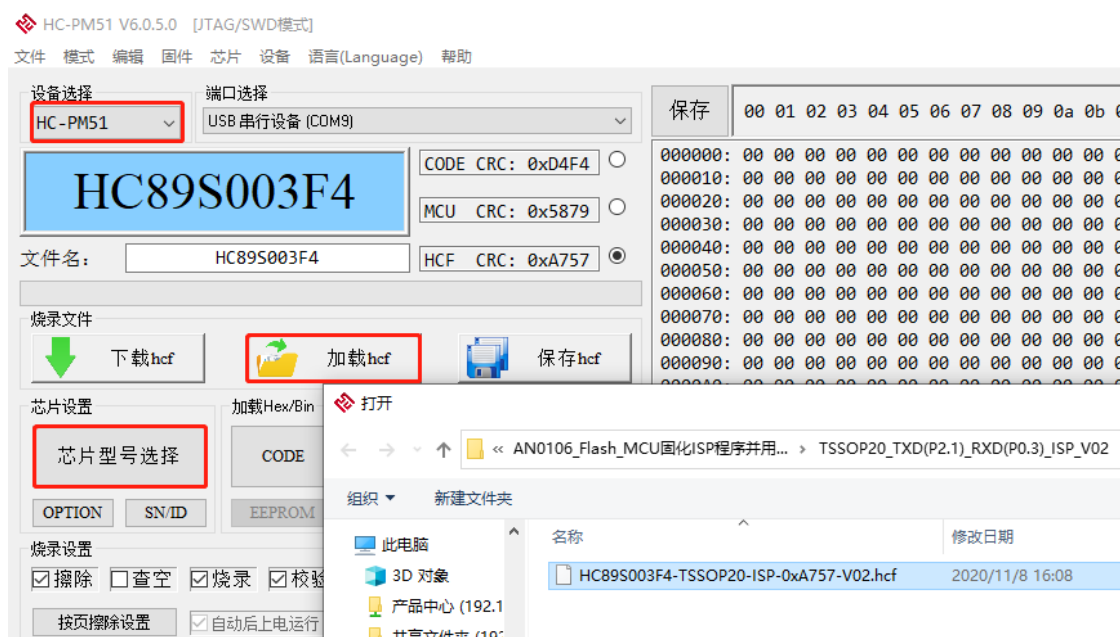 HC-PM51 V6.0.5.0 [JTAG/SWD模式]
文件 模式 编辑 固件 芯片 设备 语言(Language) 帮助
设备选择
HC-PM51
端口选择
USB 串行设备 (COM9)
HC89S003F4
CODE CRC: 0xD4F4
MCU CRC: 0x5879
HCF CRC: 0xA757
文件名:
HC89S003F4
烧录文件
下载hcf
加载hcf
保存hcf
芯片设置
芯片型号选择
OPTION
SN/ID
加载Hex/Bin
CODE
EEPROM
烧录设置
擦除 查空 烧录 校验
按页擦除设置
自动后上电运行
保存
00 01 02 03 04 05 06 07 08 09 0a 0b
000000: 00 00 00 00 00 00 00 00 00 00 00
000010: 00 00 00 00 00 00 00 00 00 00 00
000020: 00 00 00 00 00 00 00 00 00 00 00
000030: 00 00 00 00 00 00 00 00 00 00 00
000040: 00 00 00 00 00 00 00 00 00 00 00
000050: 00 00 00 00 00 00 00 00 00 00 00
000060: 00 00 00 00 00 00 00 00 00 00 00
000070: 00 00 00 00 00 00 00 00 00 00 00
000080: 00 00 00 00 00 00 00 00 00 00 00
000090: 00 00 00 00 00 00 00 00 00 00 00
打开
« AN0106_Flash_MCU固化ISP程序并用... › TSSOP20_TXD(P2.1)_RXD(P0.3)_ISP_V02
组织
新建文件夹
此电脑
3D 对象
产品中心 (192.1
名称
修改日期
HC89S003F4-TSSOP20-ISP-0xA757-V02.hcf
2020/11/8 16:08